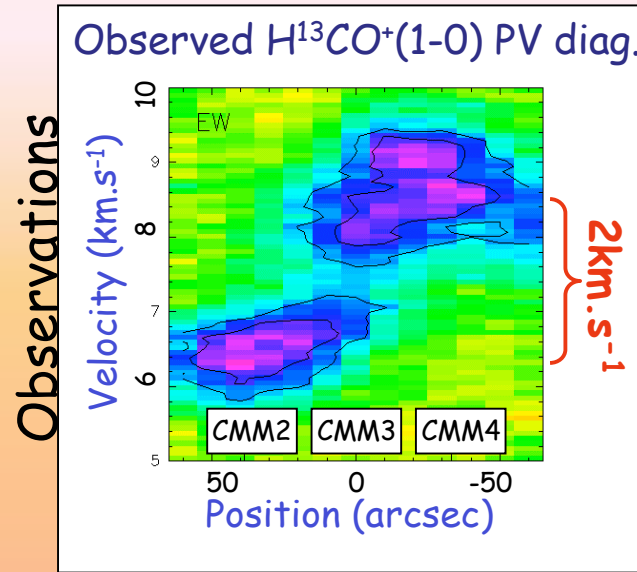 Observed H¹³CO⁺(1-0) PV diag.
Observations
Velocity (km.s⁻¹)
EW
10
9
8
7
6
5
2km.s⁻¹
CMM2
CMM3
CMM4
50
0
-50
Position (arcsec)